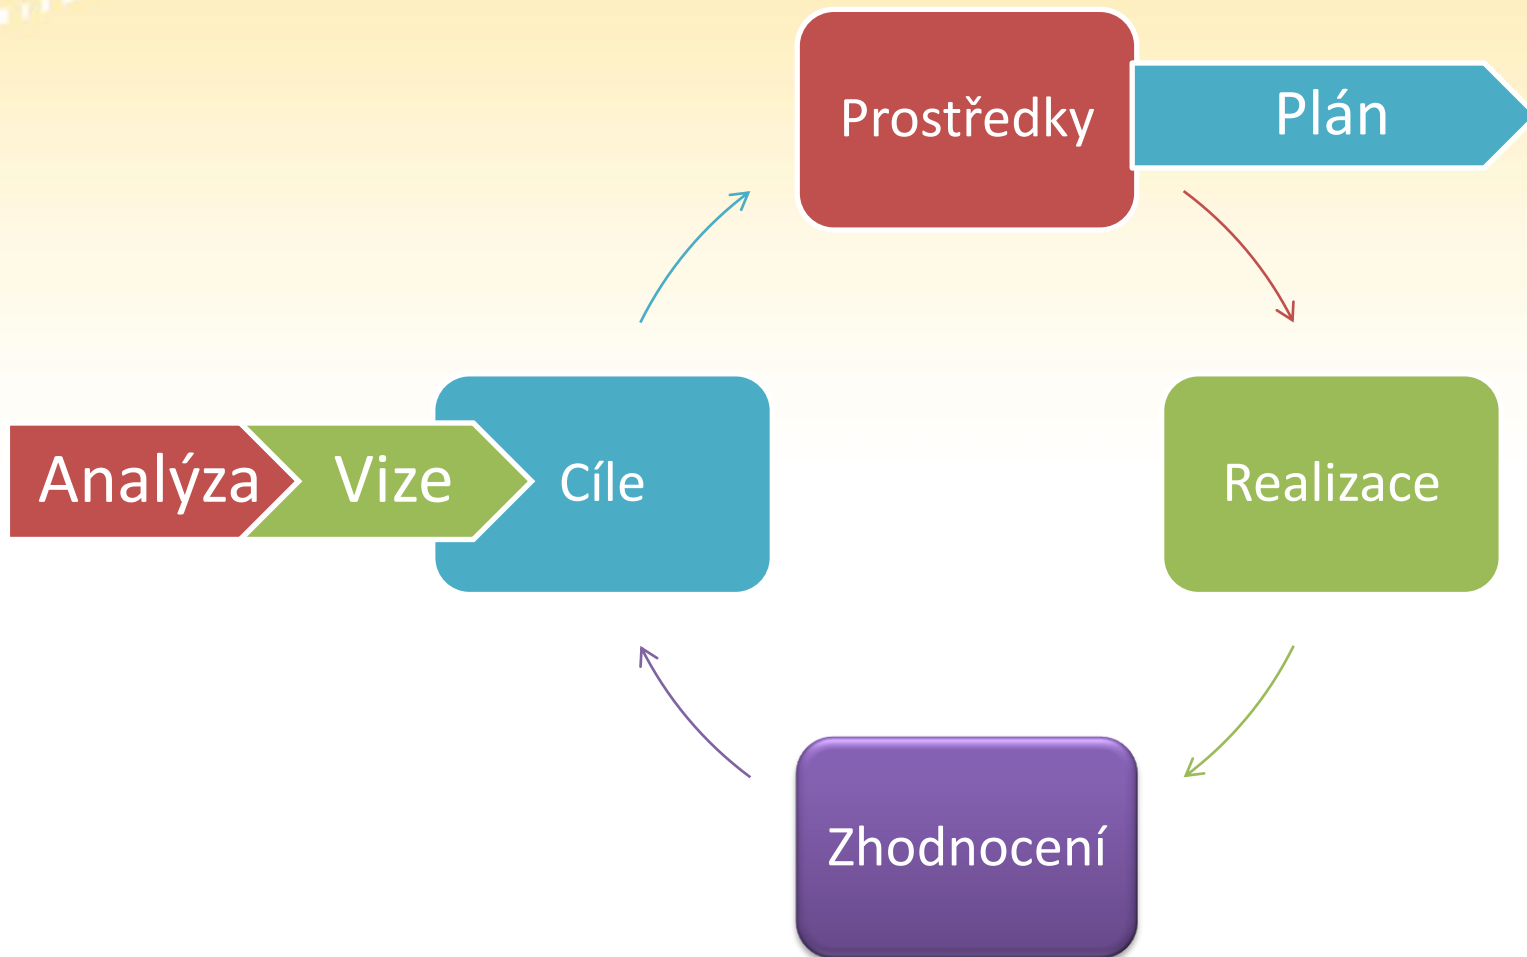 Prostředky
Plán
Analýza
Vize
Cíle
Realizace
Zhodnocení